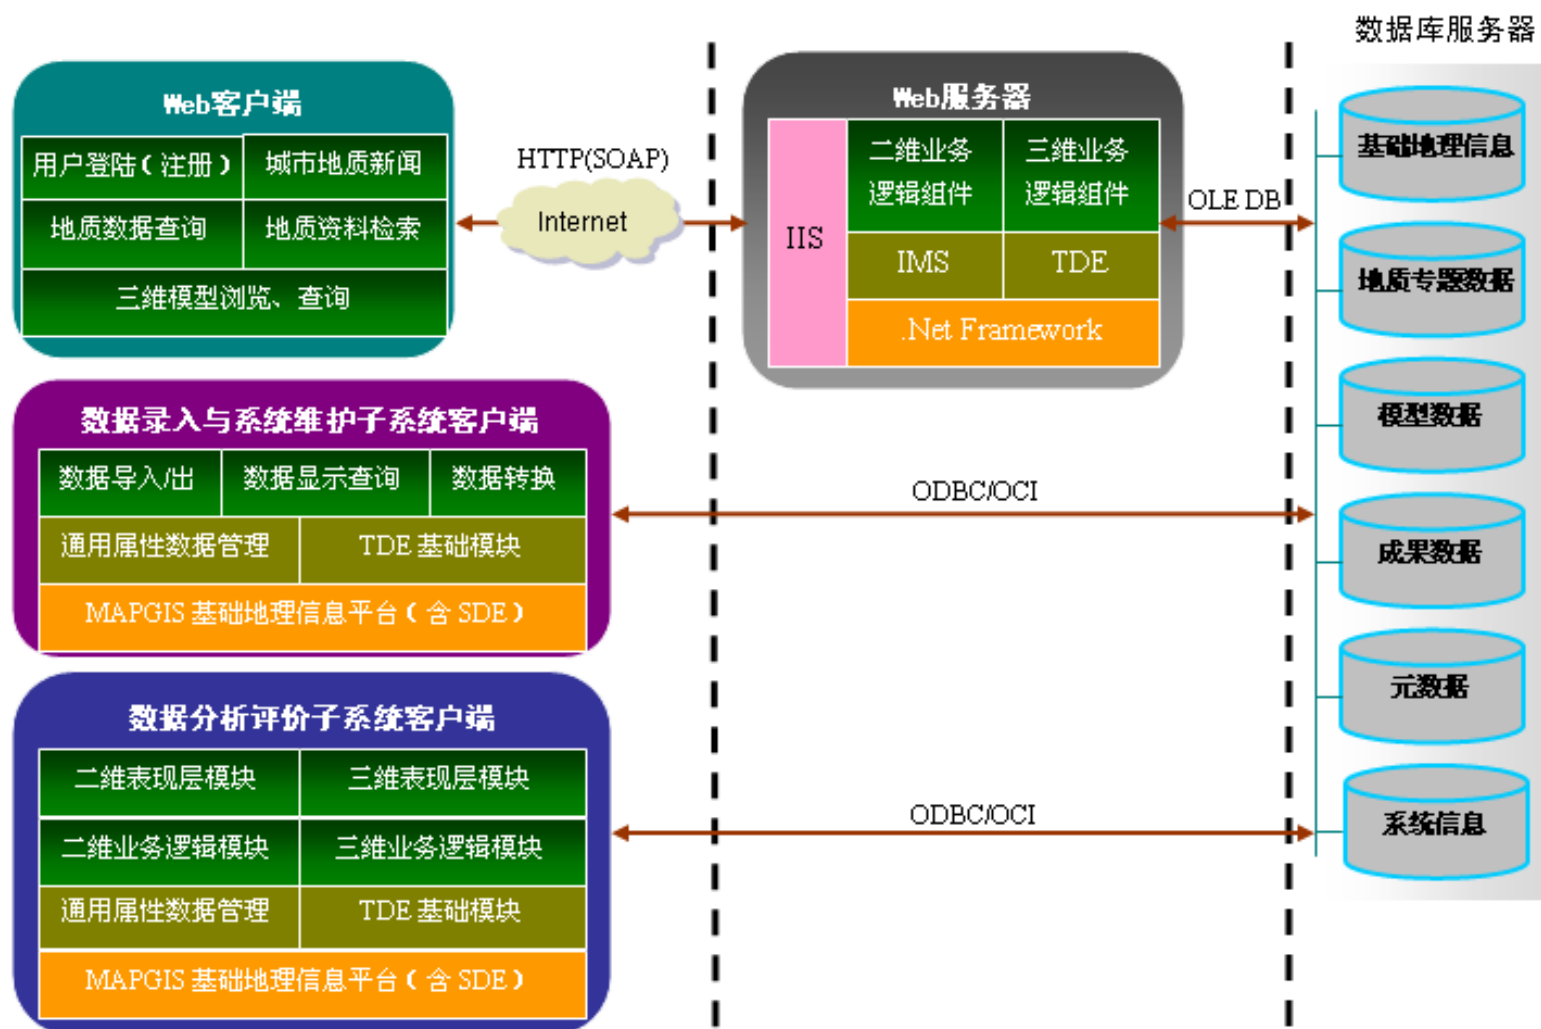 数据库服务器
Web客户端
用户登陆（注册）
城市地质新闻
地质数据查询
地质资料检索
三维模型浏览、查询
HTTP(SOAP)
Internet
Web服务器
IIS
二维业务
逻辑组件
三维业务
逻辑组件
IMS
TDE
.Net Framework
OLE DB
基础地理信息
地质专题数据
模型数据
成果数据
元数据
系统信息
数据录入与系统维护子系统客户端
数据导入/出
数据显示查询
数据转换
通用属性数据管理
TDE 基础模块
MAPGIS 基础地理信息平台（含 SDE）
ODBC/OCI
数据分析评价子系统客户端
二维表现层模块
三维表现层模块
二维业务逻辑模块
三维业务逻辑模块
通用属性数据管理
TDE 基础模块
MAPGIS 基础地理信息平台（含 SDE）
ODBC/OCI